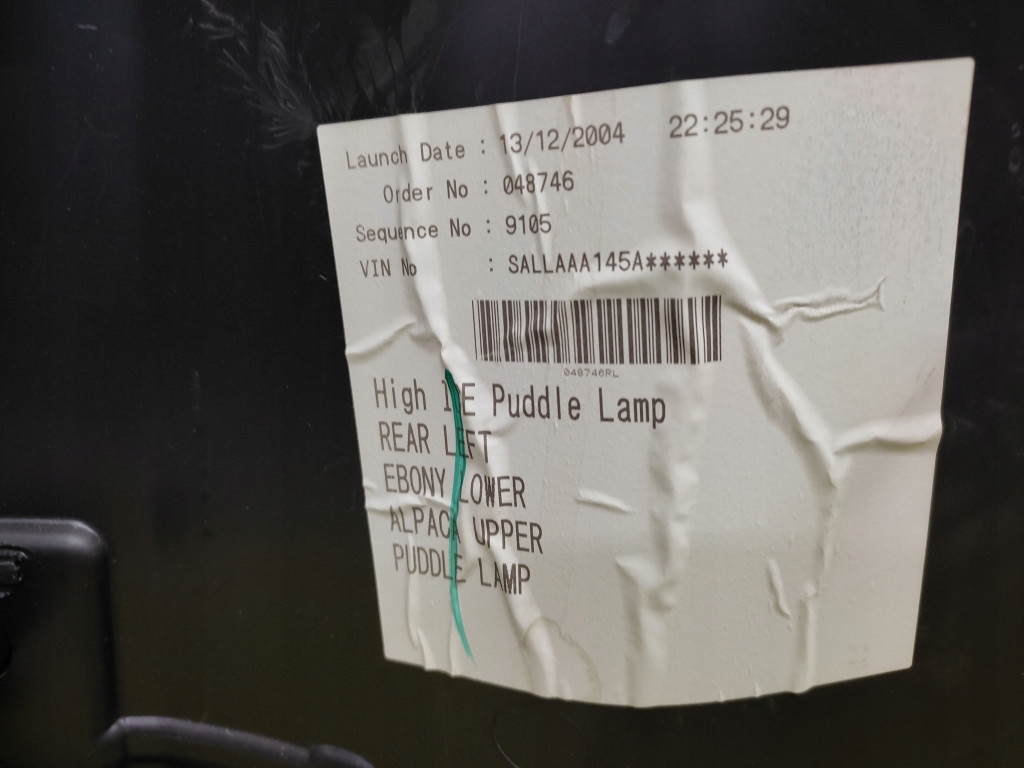 Launch Date : 13/12/2004 22:25:29
Order No : 048746
Sequence No : 9105
VIN No : SALLAAA145A******
048746RL
High ICE Puddle Lamp
REAR LEFT
EBONY LOWER
ALPACA UPPER
PUDDLE LAMP